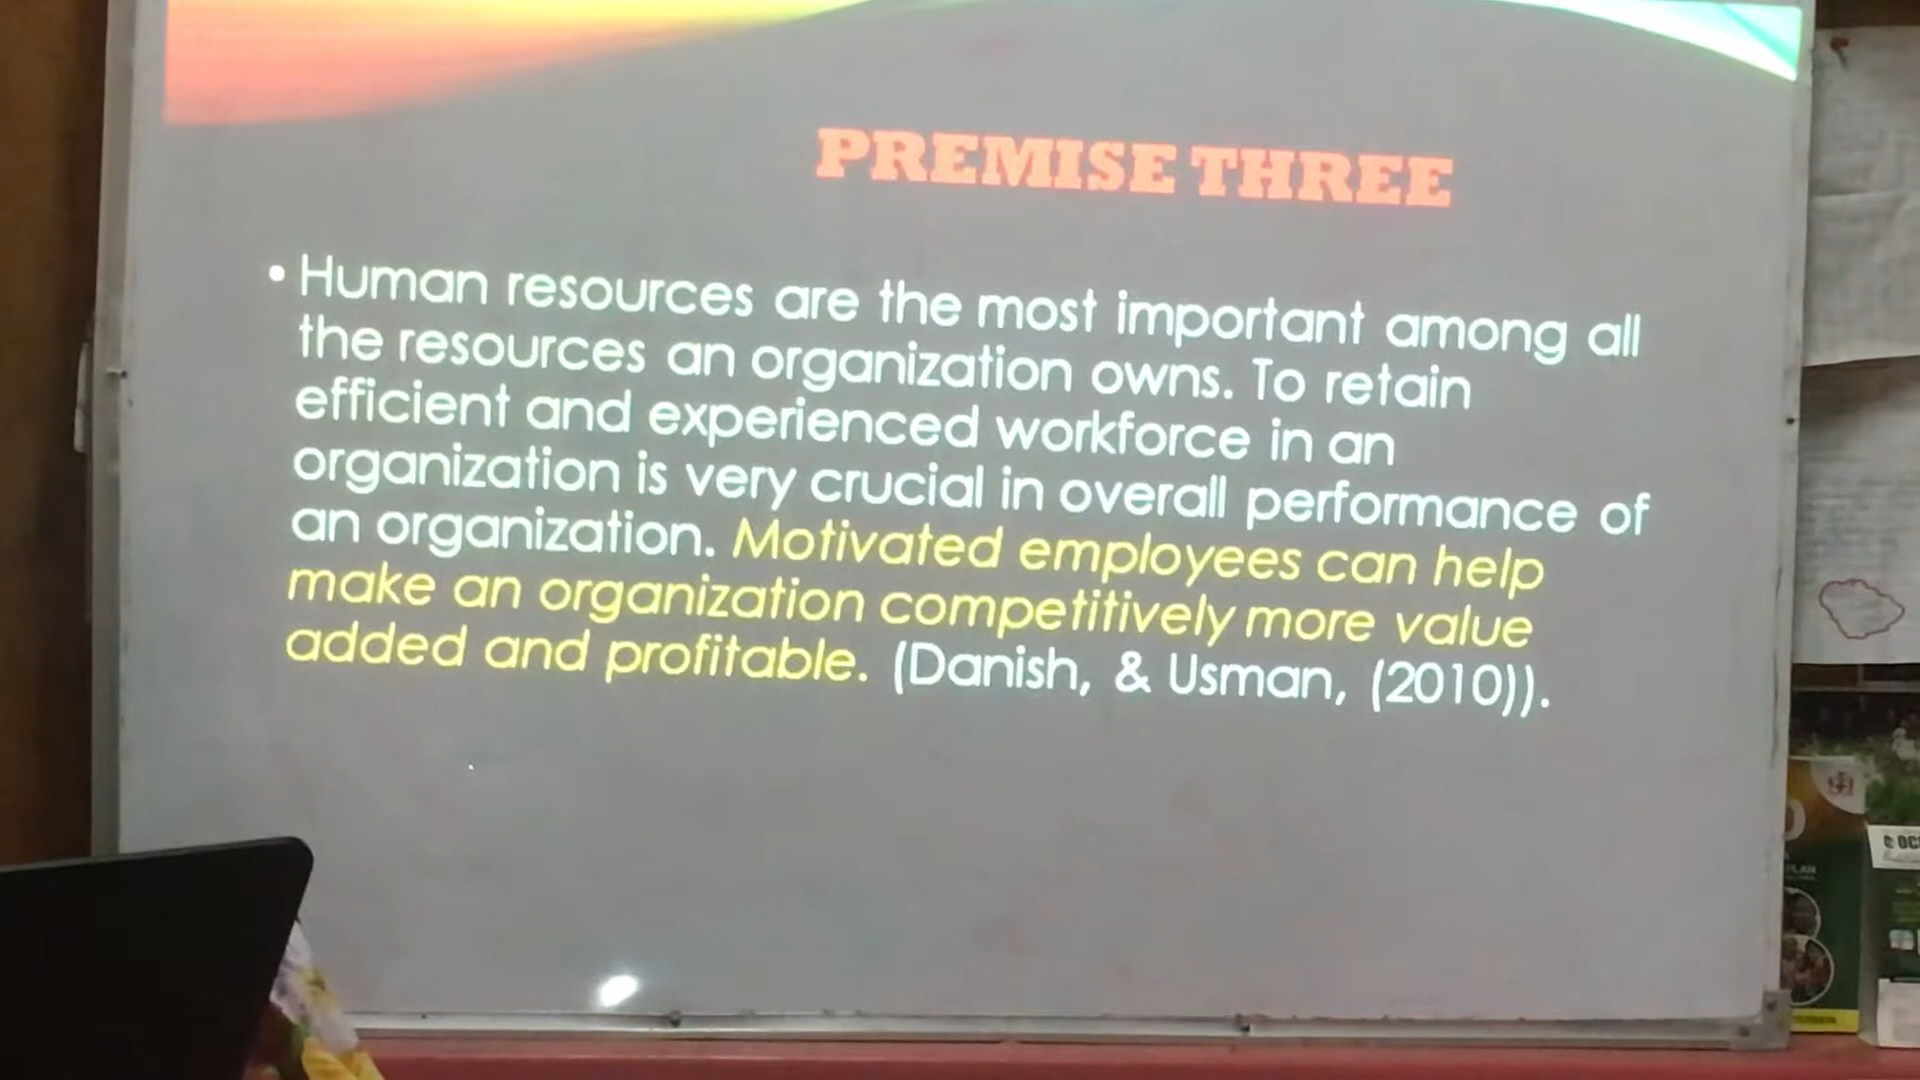 PREMISE THREE
• Human resources are the most important among all
the resources an organization owns. To retain
efficient and experienced workforce in an
organization is very crucial in overall performance of
an organization. Motivated employees can help
make an organization competitively more value
added and profitable. (Danish, & Usman, (2010)).
PLAN